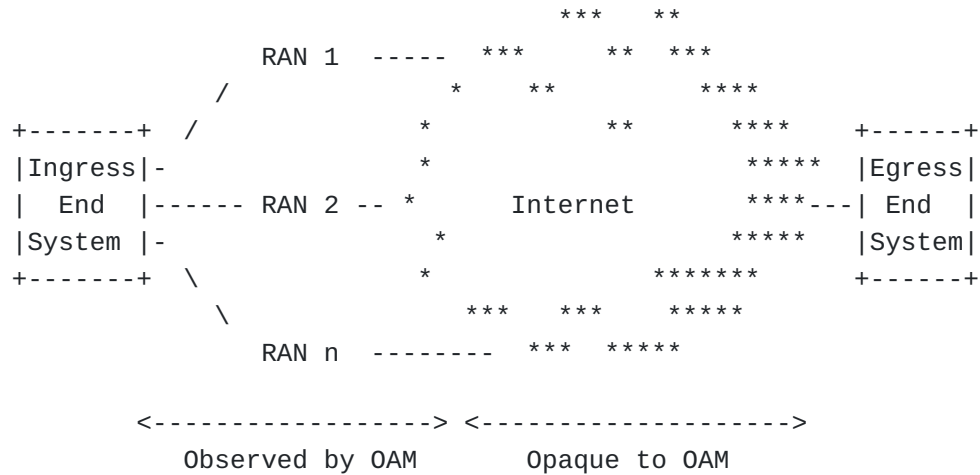 ***   **
                RAN 1  -----  ***     **  ***
             /              *    **         ****
+-------+  /              *           **      ****    +------+
|Ingress|-                *                    *****  |Egress|
|  End  |------ RAN 2 -- *      Internet       ****---| End  |
|System |-                 *                  *****   |System|
+-------+  \              *              *******      +------+
             \               ***   ***    *****
                RAN n  --------  ***  *****

        <------------------> <-------------------->
           Observed by OAM       Opaque to OAM